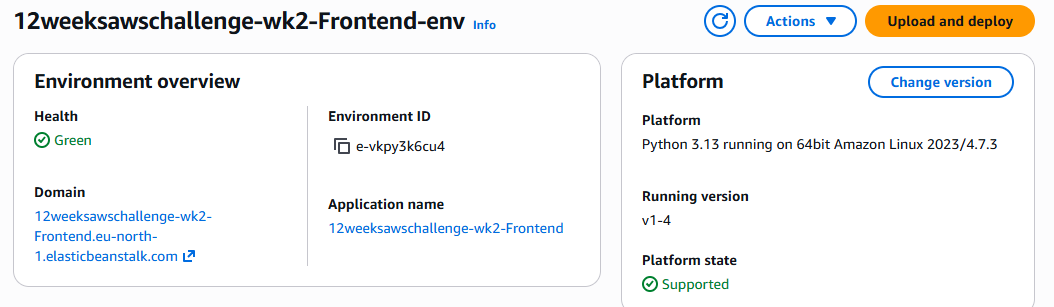 12weeksawschallenge-wk2-Frontend-env Info
Actions
Upload and deploy
Environment overview
Health
Green
Environment ID
e-vkpy3k6cu4
Domain
12weeksawschallenge-wk2-
Frontend.eu-north-
1.elasticbeanstalk.com
Application name
12weeksawschallenge-wk2-Frontend
Platform
Change version
Platform
Python 3.13 running on 64bit Amazon Linux 2023/4.7.3
Running version
v1-4
Platform state
Supported